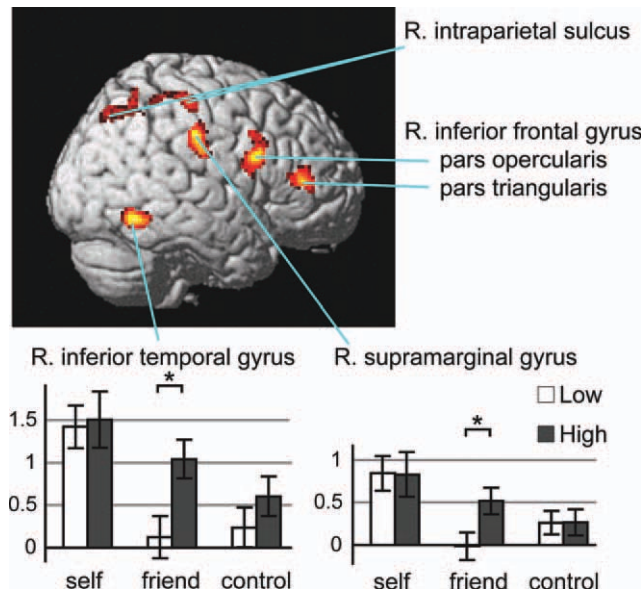 R. intraparietal sulcus
R. inferior frontal gyrus
pars opercularis
pars triangularis
R. inferior temporal gyrus
R. supramarginal gyrus
*
1.5
1
0.5
0
self friend control
*
Low
High
1
0.5
0
self friend control